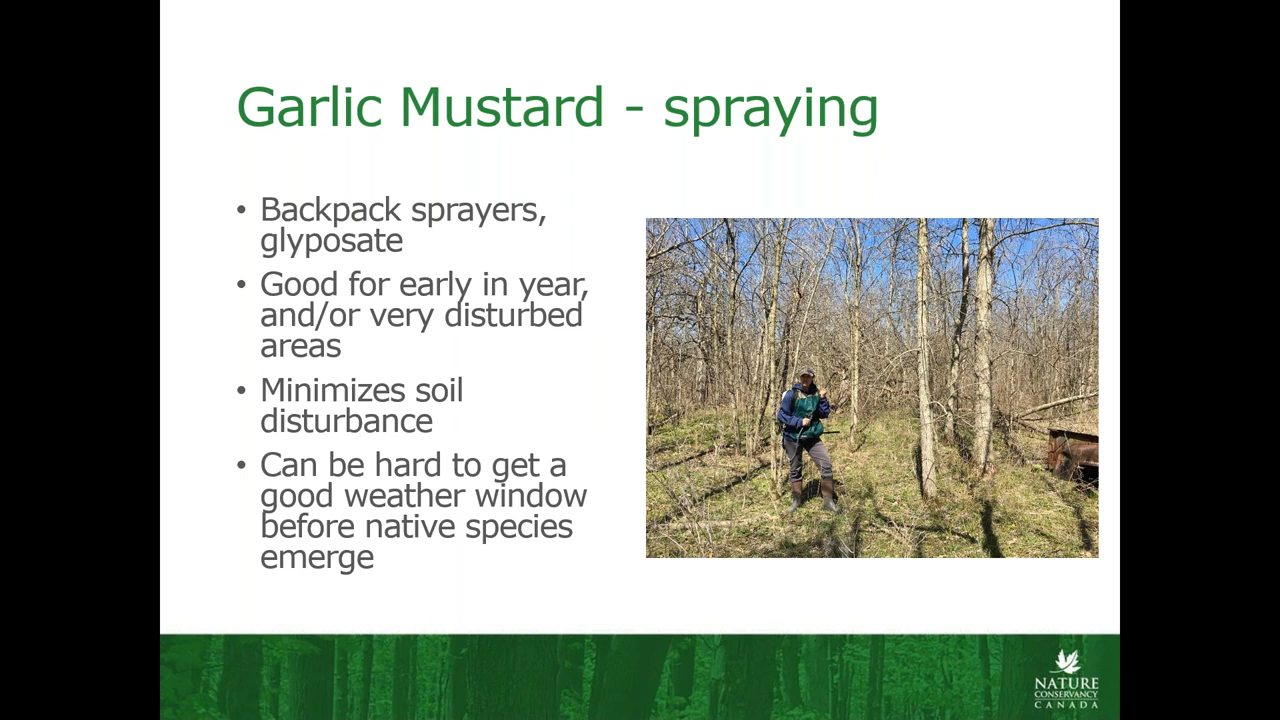 Garlic Mustard - spraying
• Backpack sprayers,
glyposate
• Good for early in year,
and/or very disturbed
areas
• Minimizes soil
disturbance
• Can be hard to get a
good weather window
before native species
emerge
NATURE
CONSERVANCY
CANADA